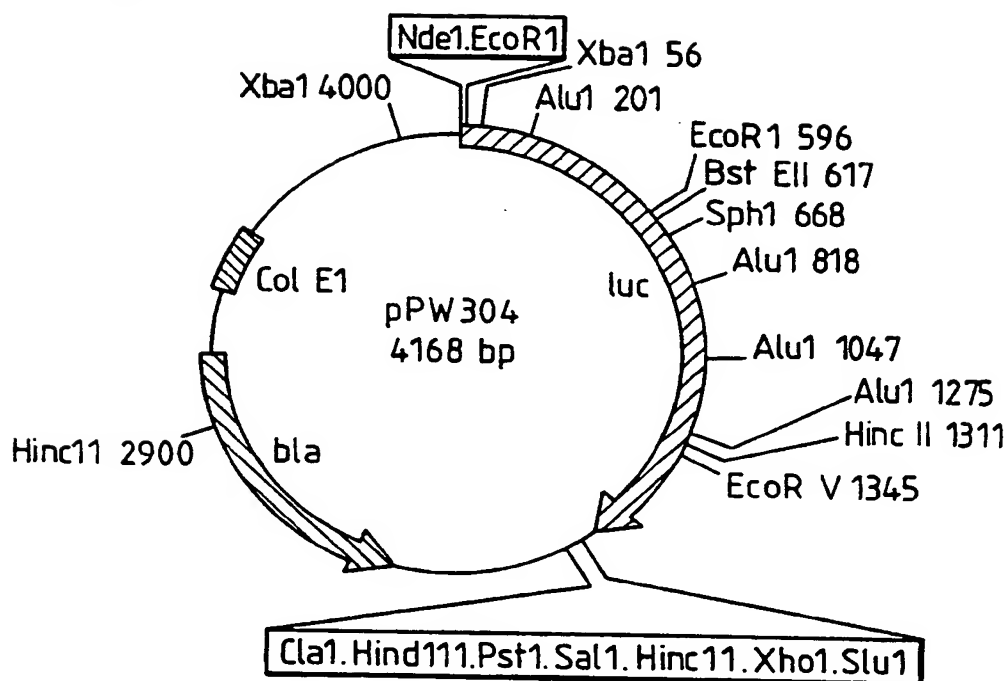 Nde1.EcoR1
Xba1 56
Xba1 4000
Alu1 201
EcoR1 596
Bst EII 617
Sph1 668
Alu1 818
luc
Col E1
pPW304
4168 bp
Alu1 1047
Alu1 1275
Hinc II 1311
EcoR V 1345
Hinc11 2900
bla
Cla1.Hind111.Pst1.Sal1.Hinc11.Xho1.Slu1